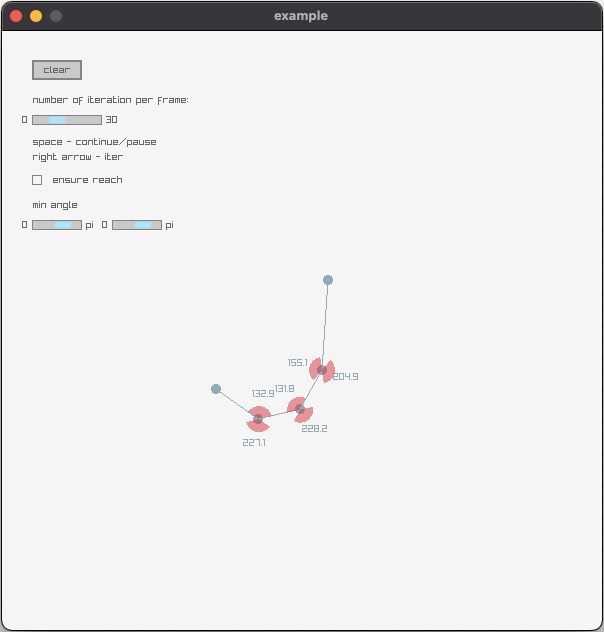 example
clear
number of iteration per frame:
0 30
space - continue/pause
right arrow - iter
ensure reach
min angle
0 pi 0 pi
155.1
204.9
132.9 131.8
228.2
227.1